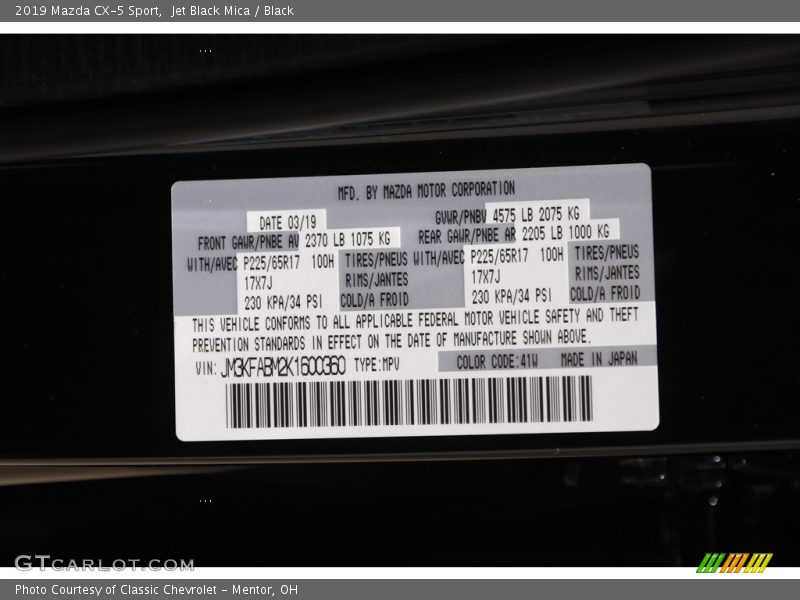 2019 Mazda CX-5 Sport, Jet Black Mica / Black
MFD. BY MAZDA MOTOR CORPORATION
DATE 03/19
GVWR/PNBV 4575 LB 2075 KG
FRONT GAWR/PNBE AV 2370 LB 1075 KG
REAR GAWR/PNBE AR 2205 LB 1000 KG
WITH/AVEC P225/65R17 100H TIRES/PNEUS
17X7J RIMS/JANTES
230 KPA/34 PSI COLD/A FROID
WITH/AVEC P225/65R17 100H TIRES/PNEUS
17X7J RIMS/JANTES
230 KPA/34 PSI COLD/A FROID
THIS VEHICLE CONFORMS TO ALL APPLICABLE FEDERAL MOTOR VEHICLE SAFETY AND THEFT
PREVENTION STANDARDS IN EFFECT ON THE DATE OF MANUFACTURE SHOWN ABOVE.
VIN: JM3KFABM2K1600360 TYPE:MPV
COLOR CODE:41W MADE IN JAPAN
GTCARLOT.COM
Photo Courtesy of Classic Chevrolet - Mentor, OH